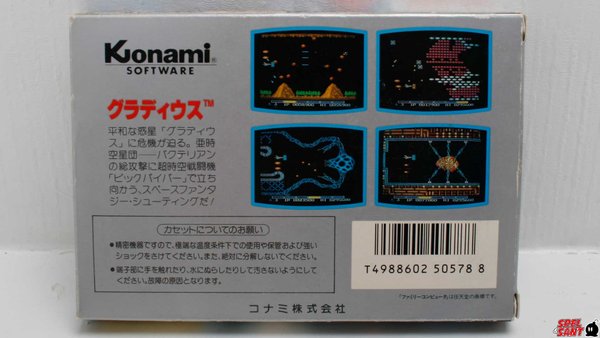 Konami®
SOFTWARE
グラディウス™
平和な惑星「グラディウ
ス」に危機が迫る。亜時
空星団──バクテリアン
の総攻撃に超時空戦闘機
「ビックバイパー」で立ち
向かう、スペースファンタ
ジー・シューティングだ!
カセットについてのお願い
●精密機器ですので、極端な温度条件下での使用や保管および強い
ショックをさけてください。また、絶対に分解しないでください。
●端子部に手を触れたり、水にぬらしたりして汚さないようにして
ください。故障の原因となります。
コナミ株式会社
T4988602 50578 8
「ファミリーコンピュータ」は任天堂の商標です。
SPEL
SANT